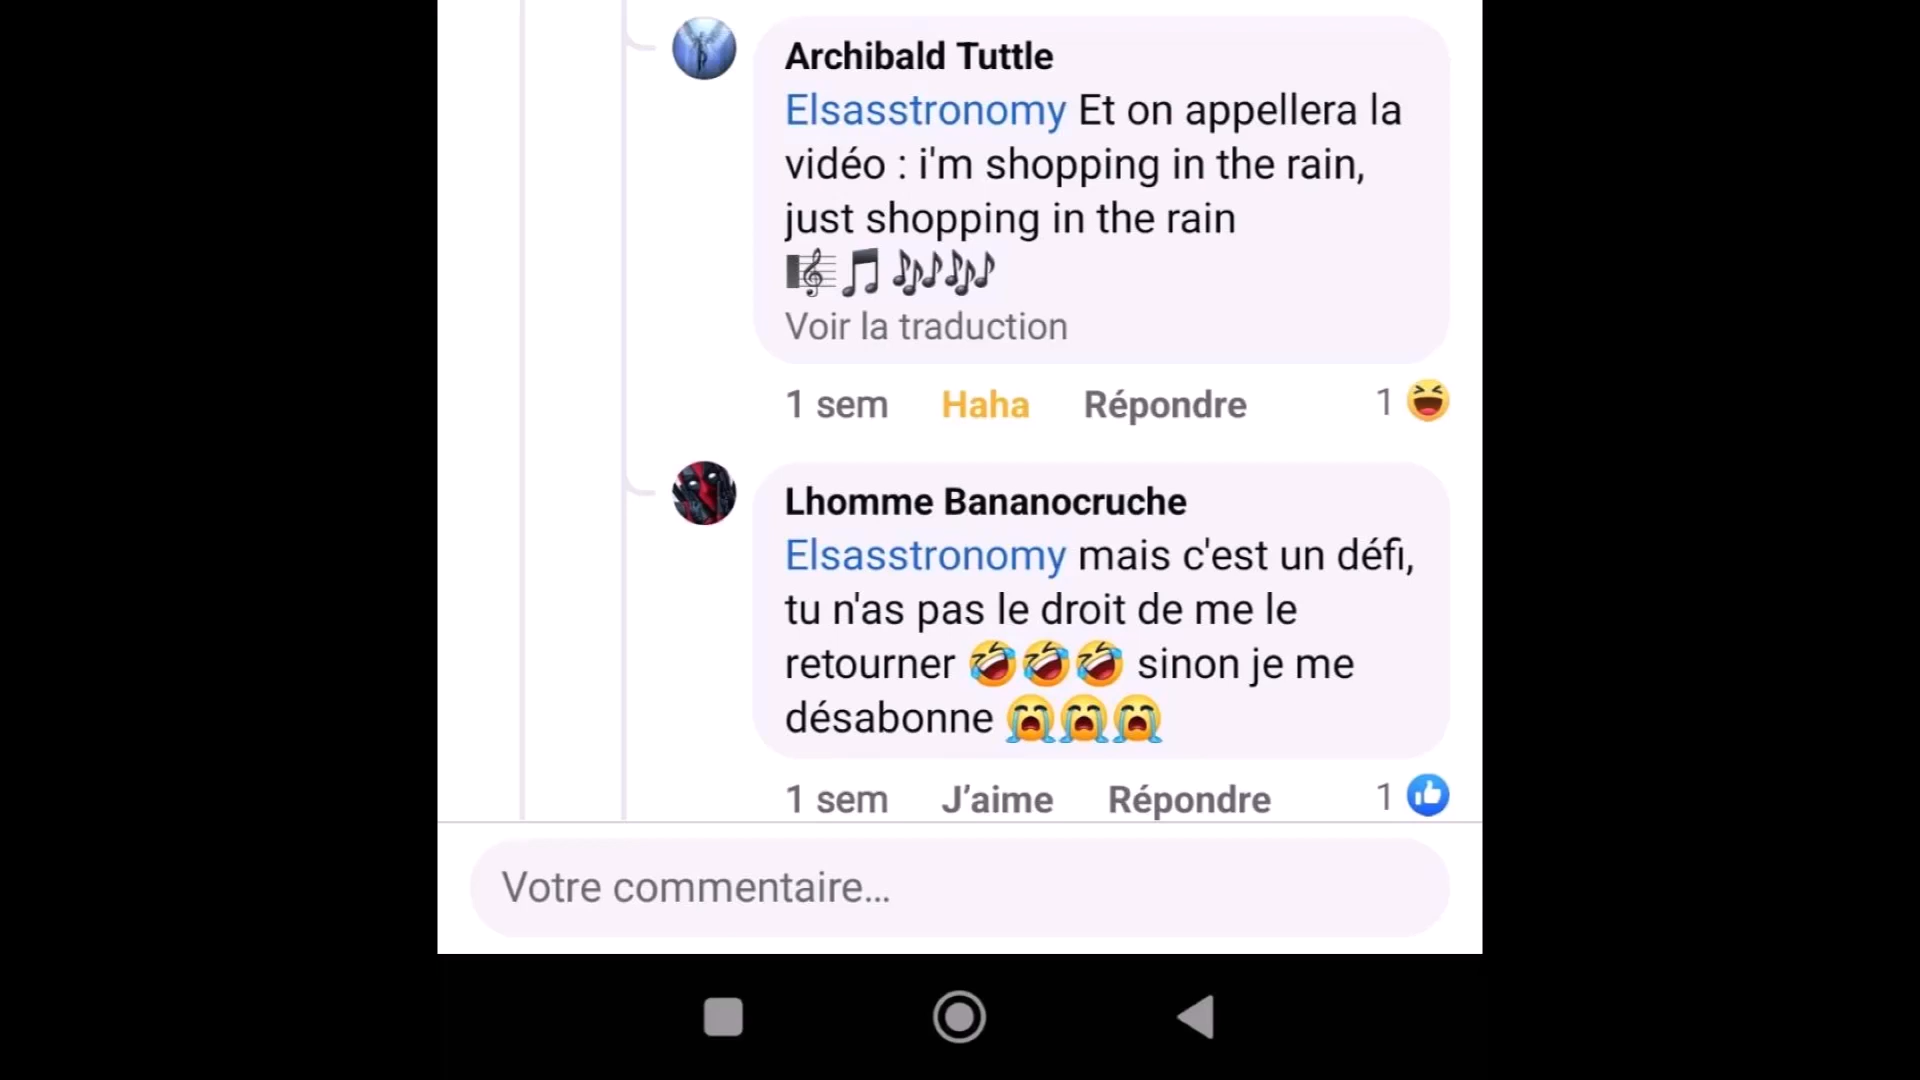 Archibald Tuttle
Elsasstronomy Et on appellera la
vidéo : i'm shopping in the rain,
just shopping in the rain
🎼🎵🎶🎶
Voir la traduction
1 sem Haha Répondre 1 😆
Lhomme Bananocruche
Elsasstronomy mais c'est un défi,
tu n'as pas le droit de me le
retourner 🤣🤣🤣 sinon je me
désabonne 😭😭😭
1 sem J’aime Répondre 1 👍
Votre commentaire…